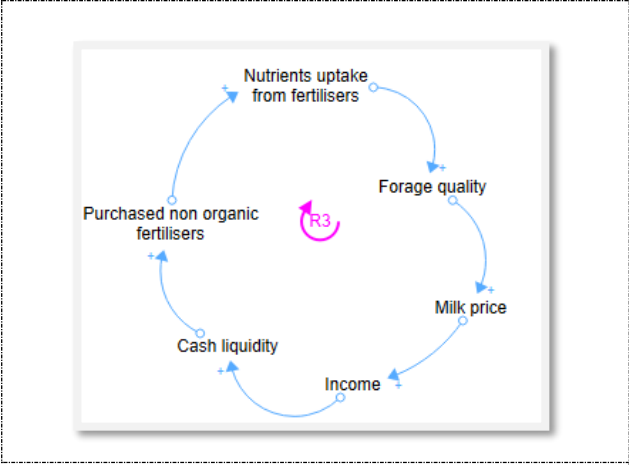 Nutrients uptake
from fertilisers
+
+
Forage quality
R3
Purchased non organic
fertilisers
+
+
Milk price
Cash liquidity
+
Income
+